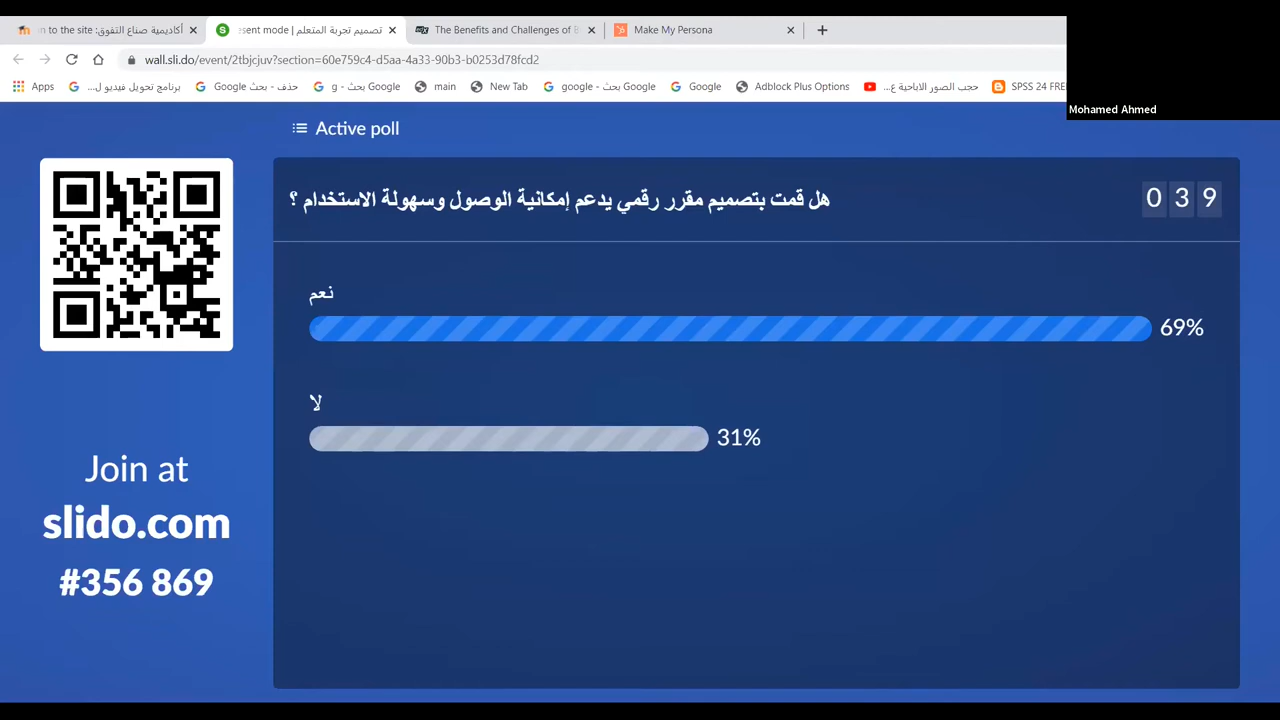 أكاديمية صناع التفوق: n to the site
esent mode | تصميم تجربة المتعلم
The Benefits and Challenges of B
Make My Persona
wall.sli.do/event/2tbjcjuv?section=60e759c4-d5aa-4a33-90b3-b0253d78fcd2
Apps
برنامج تحويل فيديو ل...
حذف - بحث Google
g - بحث Google
main
New Tab
google - بحث Google
Google
Adblock Plus Options
حجب الصور الاباحية ع...
SPSS 24 FRE
Mohamed Ahmed
Active poll
هل قمت بتصميم مقرر رقمي يدعم إمكانية الوصول وسهولة الاستخدام ؟
0 3 9
نعم
69%
لا
31%
Join at
slido.com
#356 869